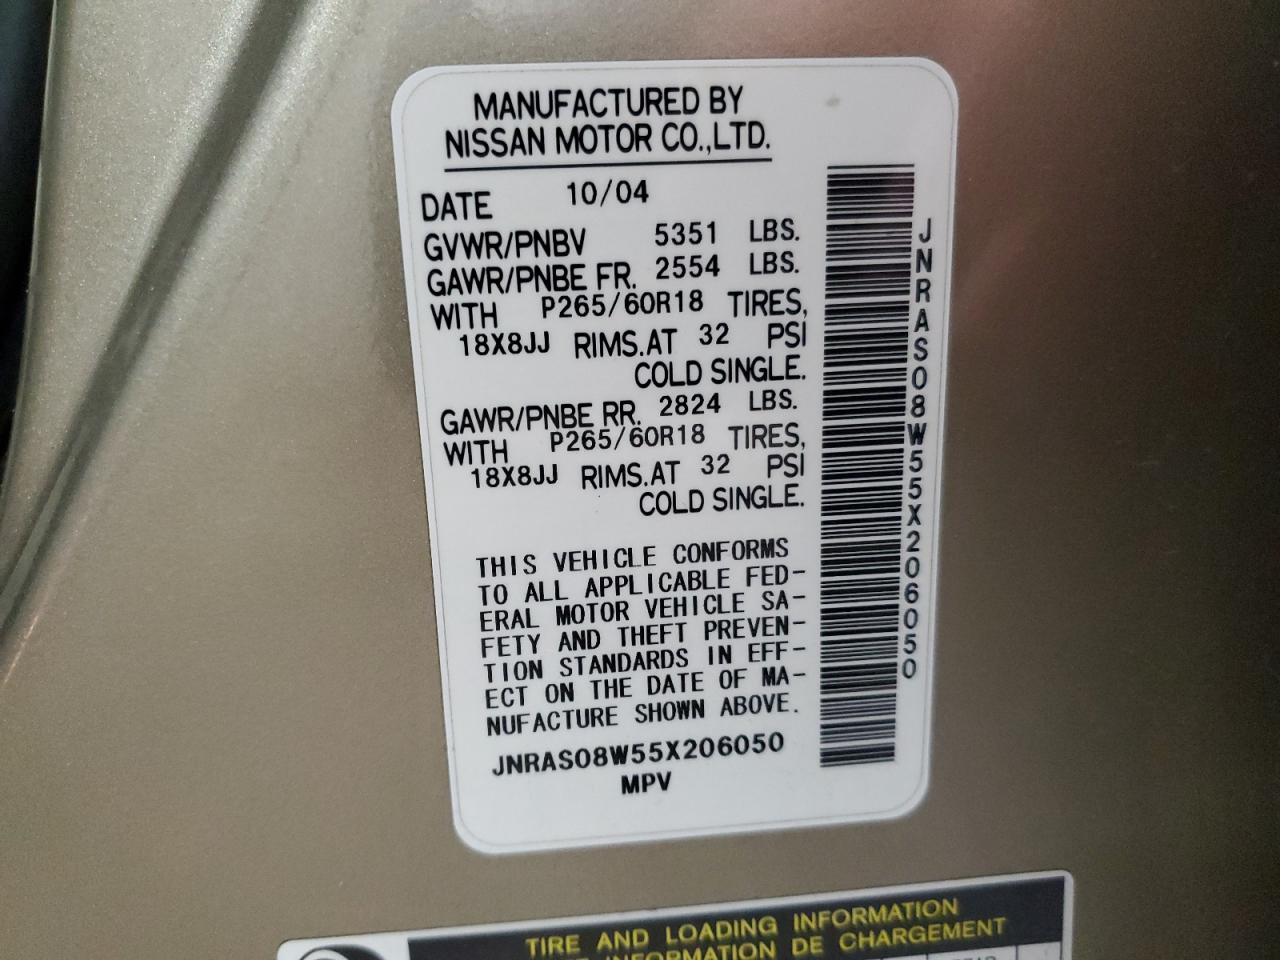 MANUFACTURED BY
NISSAN MOTOR CO.,LTD.
DATE 10/04
GVWR/PNBV 5351 LBS.
GAWR/PNBE FR. 2554 LBS.
WITH P265/60R18 TIRES,
18X8JJ RIMS.AT 32 PSI
COLD SINGLE.
GAWR/PNBE RR. 2824 LBS.
WITH P265/60R18 TIRES,
18X8JJ RIMS.AT 32 PSI
COLD SINGLE.
THIS VEHICLE CONFORMS
TO ALL APPLICABLE FED-
ERAL MOTOR VEHICLE SA-
FETY AND THEFT PREVEN-
TION STANDARDS IN EFF-
ECT ON THE DATE OF MA-
NUFACTURE SHOWN ABOVE.
JNRAS08W55X206050
MPV
JNRAS08W55X206050
TIRE AND LOADING INFORMATION
INFORMATION DE CHARGEMENT